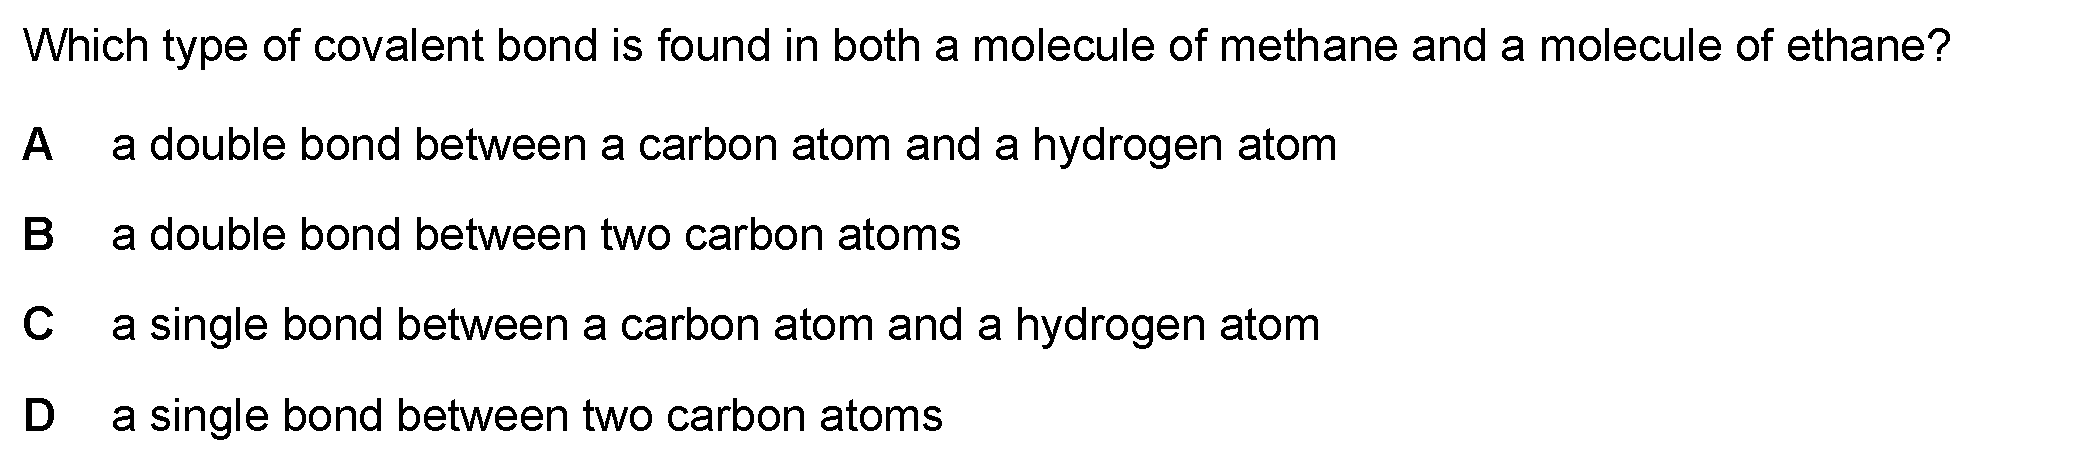 Which type of covalent bond is found in both a molecule of methane and a molecule of ethane?
A a double bond between a carbon atom and a hydrogen atom
B a double bond between two carbon atoms
C a single bond between a carbon atom and a hydrogen atom
D a single bond between two carbon atoms